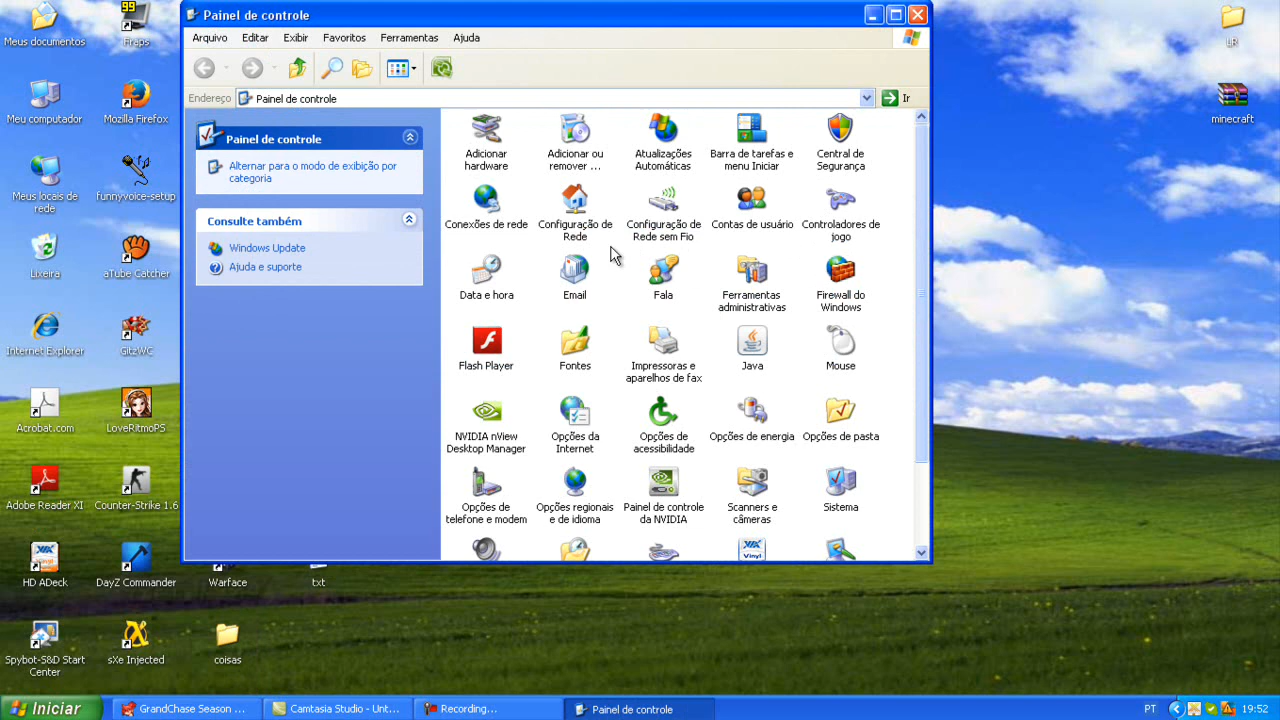 Painel de controle
Arquivo Editar Exibir Favoritos Ferramentas Ajuda
Endereço Painel de controle Ir
Painel de controle
Alternar para o modo de exibição por
categoria
Consulte também
Windows Update
Ajuda e suporte
Adicionar
hardware
Adicionar ou
remover ...
Atualizações
Automáticas
Barra de tarefas e
menu Iniciar
Central de
Segurança
Conexões de rede
Configuração de
Rede
Configuração de
Rede sem Fio
Contas de usuário
Controladores de
jogo
Data e hora
Email
Fala
Ferramentas
administrativas
Firewall do
Windows
Flash Player
Fontes
Impressoras e
aparelhos de fax
Java
Mouse
NVIDIA nView
Desktop Manager
Opções da
Internet
Opções de
acessibilidade
Opções de energia
Opções de pasta
Opções de
telefone e modem
Opções regionais
e de idioma
Painel de controle
da NVIDIA
Scanners e
câmeras
Sistema
VIA
Vinyl
Meus documentos
99
Fraps
Meu computador
Mozilla Firefox
Meus locais de
rede
funnyvoice-setup
Lixeira
aTube Catcher
Internet Explorer
GitzWC
Acrobat.com
LoveRitmoPS
Adobe Reader XI
Counter-Strike 1.6
VIA
HD ADeck
DayZ Commander
Warface
txt
Spybot-S&D Start
Center
sXe Injected
coisas
LR
minecraft
Iniciar
GrandChase Season ...
Camtasia Studio - Unt...
Recording...
Painel de controle
PT
19:52